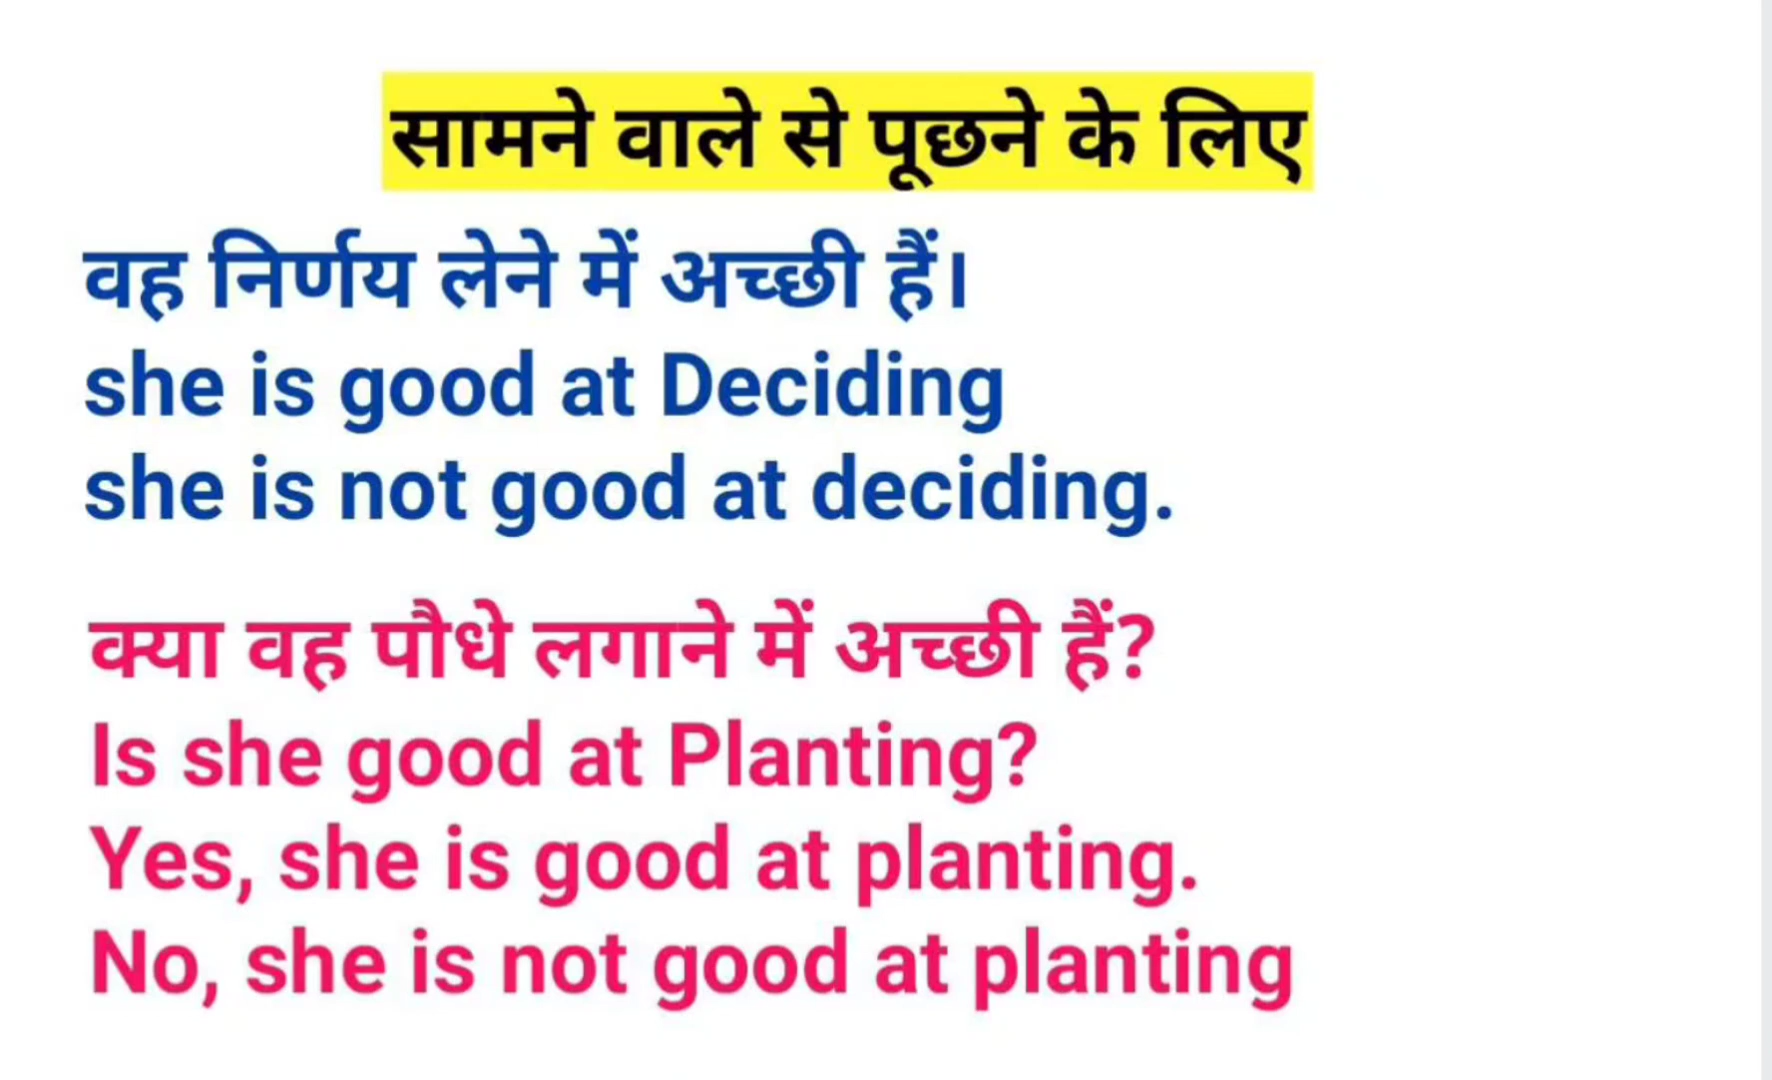 सामने वाले से पूछने के लिए
वह निर्णय लेने में अच्छी हैं।
she is good at Deciding
she is not good at deciding.
क्या वह पौधे लगाने में अच्छी हैं?
Is she good at Planting?
Yes, she is good at planting.
No, she is not good at planting